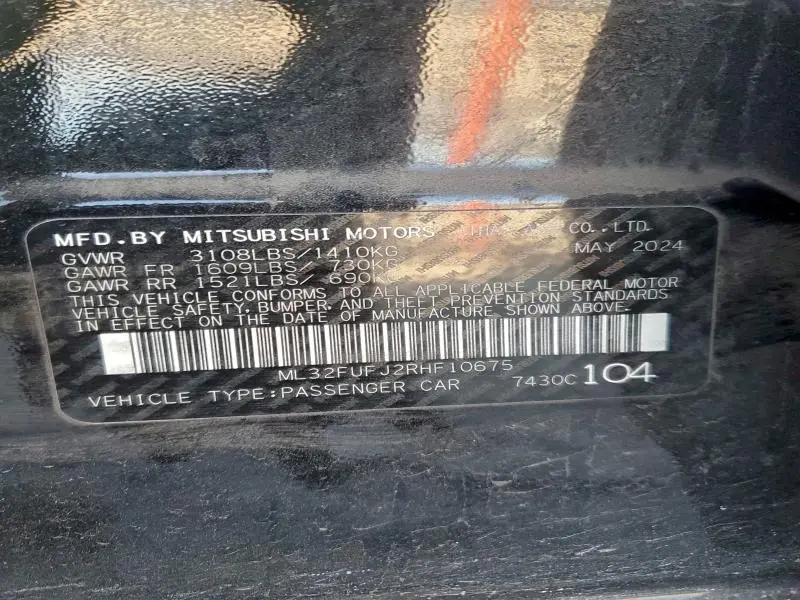 MFD.BY MITSUBISHI MOTORS (THAILAND) CO.,LTD.
GVWR 3108LBS/1410KG MAY 2024
GAWR FR 1609LBS/ 730KG
GAWR RR 1521LBS/ 690KG
THIS VEHICLE CONFORMS TO ALL APPLICABLE FEDERAL MOTOR
VEHICLE SAFETY, BUMPER, AND THEFT PREVENTION STANDARDS
IN EFFECT ON THE DATE OF MANUFACTURE SHOWN ABOVE.
ML32FUFJ2RHF10675
VEHICLE TYPE:PASSENGER CAR 7430C 104